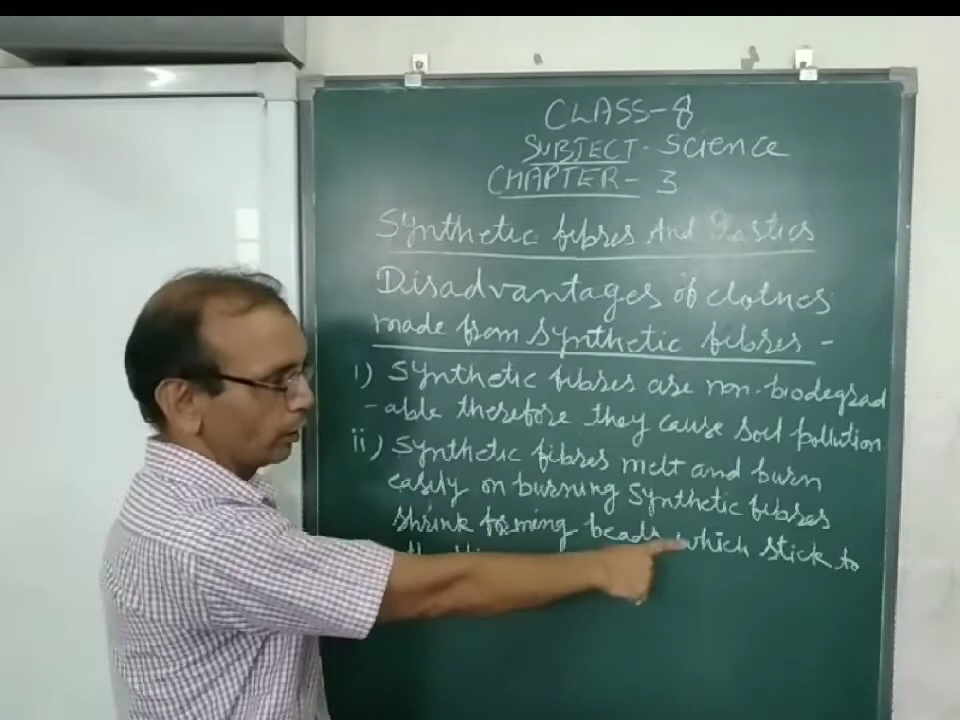 CLASS-8
SUBJECT- Science
CHAPTER- 3
Synthetic fibres And Plastics
Disadvantages of clothes
made from synthetic fibres -
i) Synthetic fibres are non-biodegrad
-able therefore they cause soil pollution
ii) Synthetic fibres melt and burn
easily on burning synthetic fibres
shrink forming beads which stick to